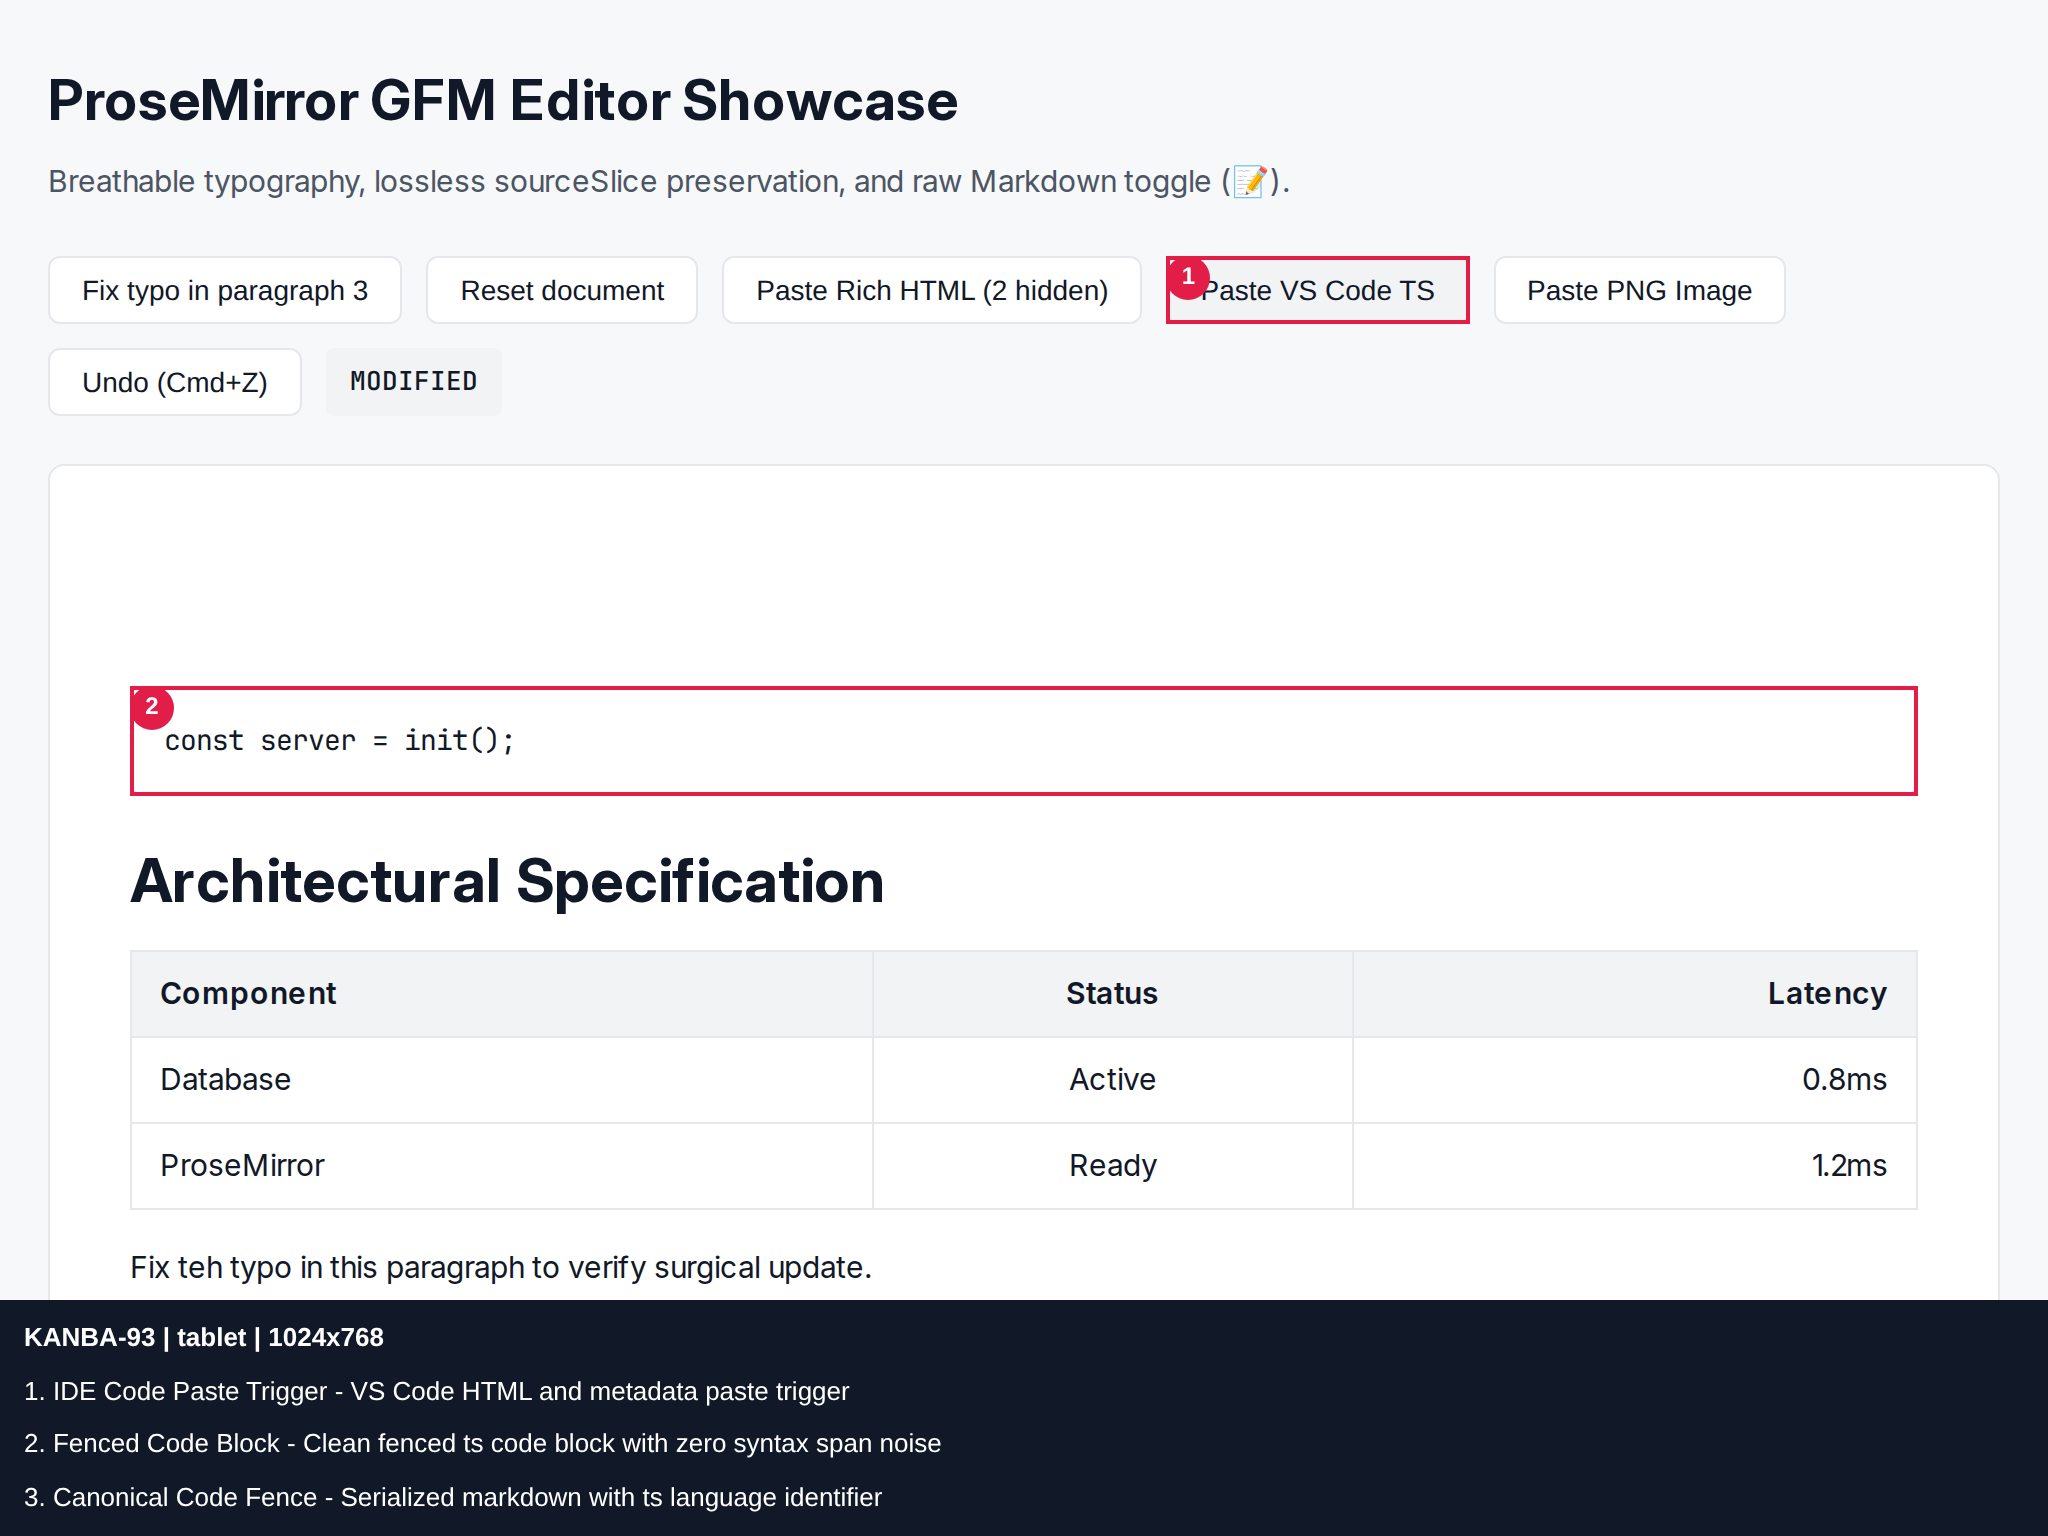 ProseMirror GFM Editor Showcase
Breathable typography, lossless sourceSlice preservation, and raw Markdown toggle (📝).
Fix typo in paragraph 3
Reset document
Paste Rich HTML (2 hidden)
1
Paste VS Code TS
Paste PNG Image
Undo (Cmd+Z)
MODIFIED
2
const server = init();
Architectural Specification
Component Status Latency
Database Active 0.8ms
ProseMirror Ready 1.2ms
Fix teh typo in this paragraph to verify surgical update.
KANBA-93 | tablet | 1024x768
1. IDE Code Paste Trigger - VS Code HTML and metadata paste trigger
2. Fenced Code Block - Clean fenced ts code block with zero syntax span noise
3. Canonical Code Fence - Serialized markdown with ts language identifier